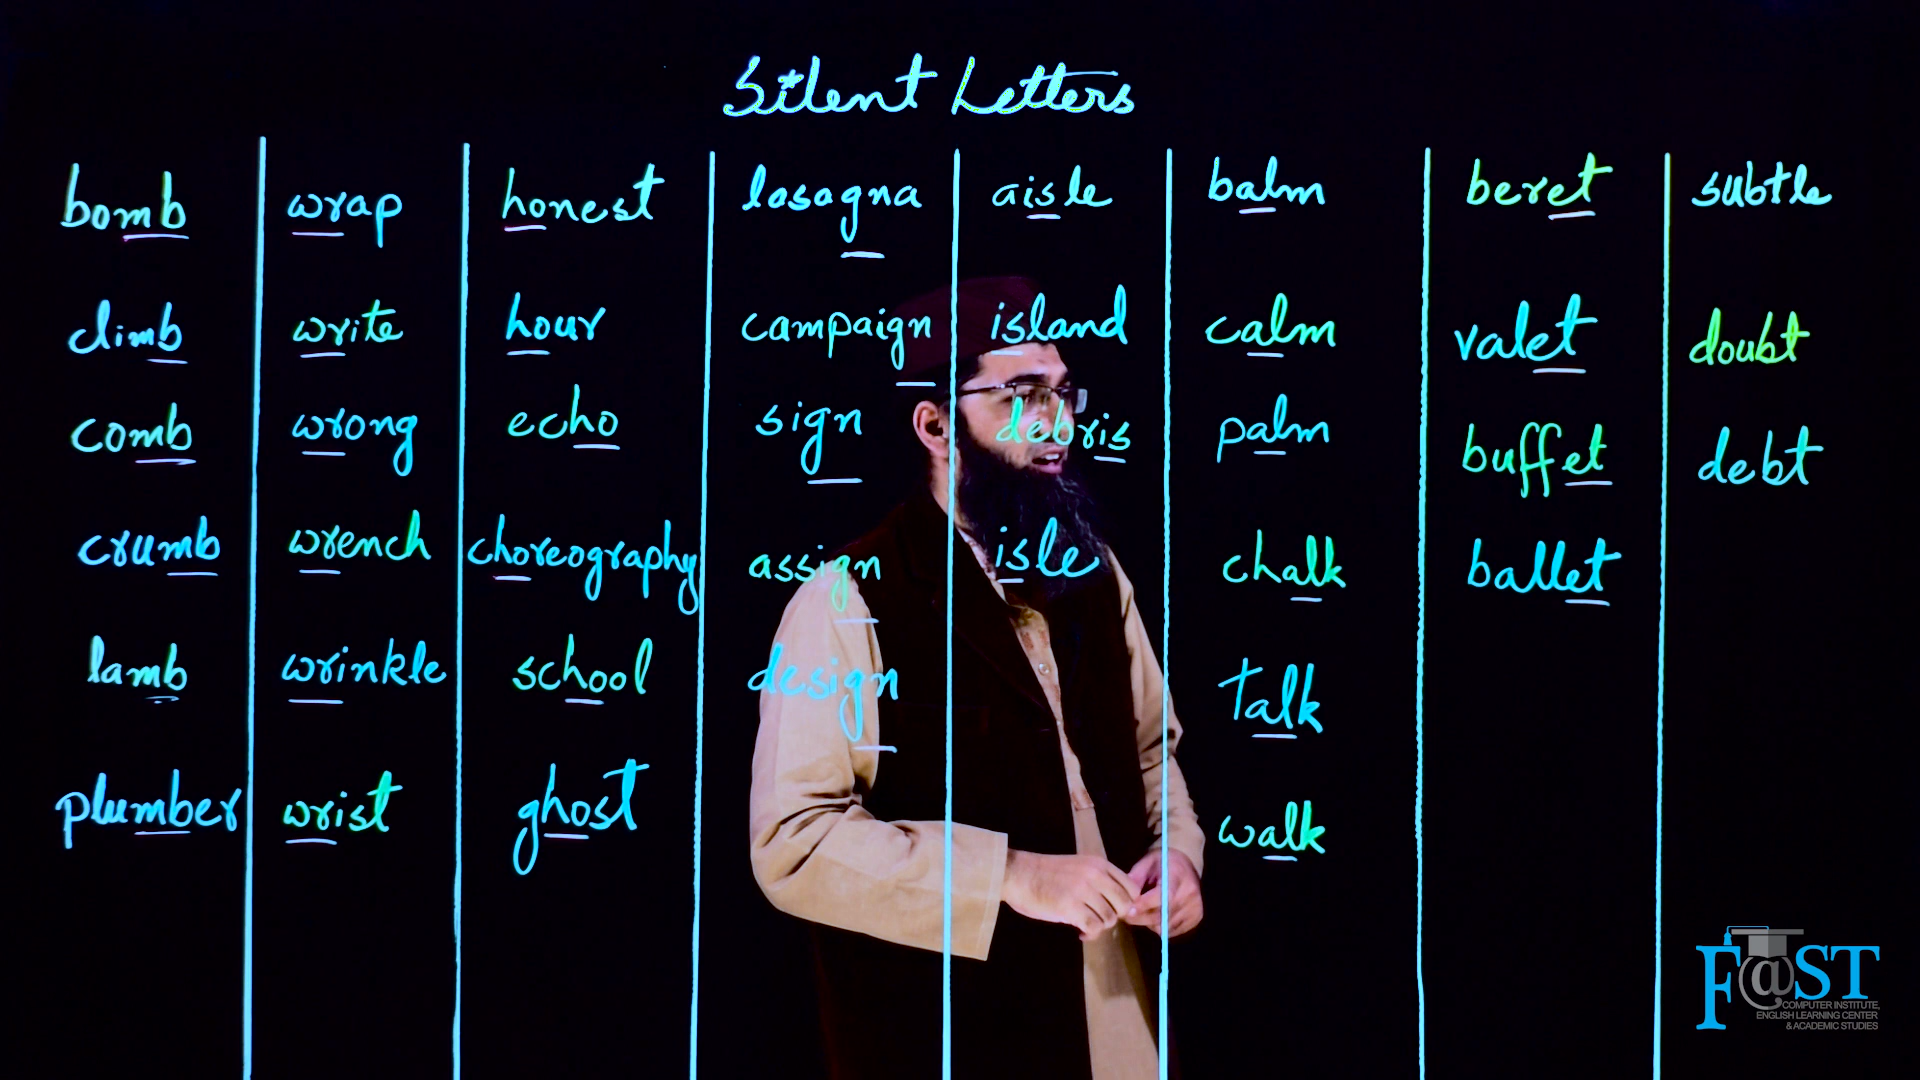 Silent Letters
bomb
climb
comb
crumb
lamb
plumber
wrap
write
wrong
wrench
wrinkle
wrist
honest
hour
echo
choreography
school
ghost
lasagna
campaign
sign
assign
design
aisle
island
debris
isle
balm
calm
palm
chalk
talk
walk
beret
valet
buffet
ballet
subtle
doubt
debt
F@ST
COMPUTER INSTITUTE,
ENGLISH LEARNING CENTER
& ACADEMIC STUDIES